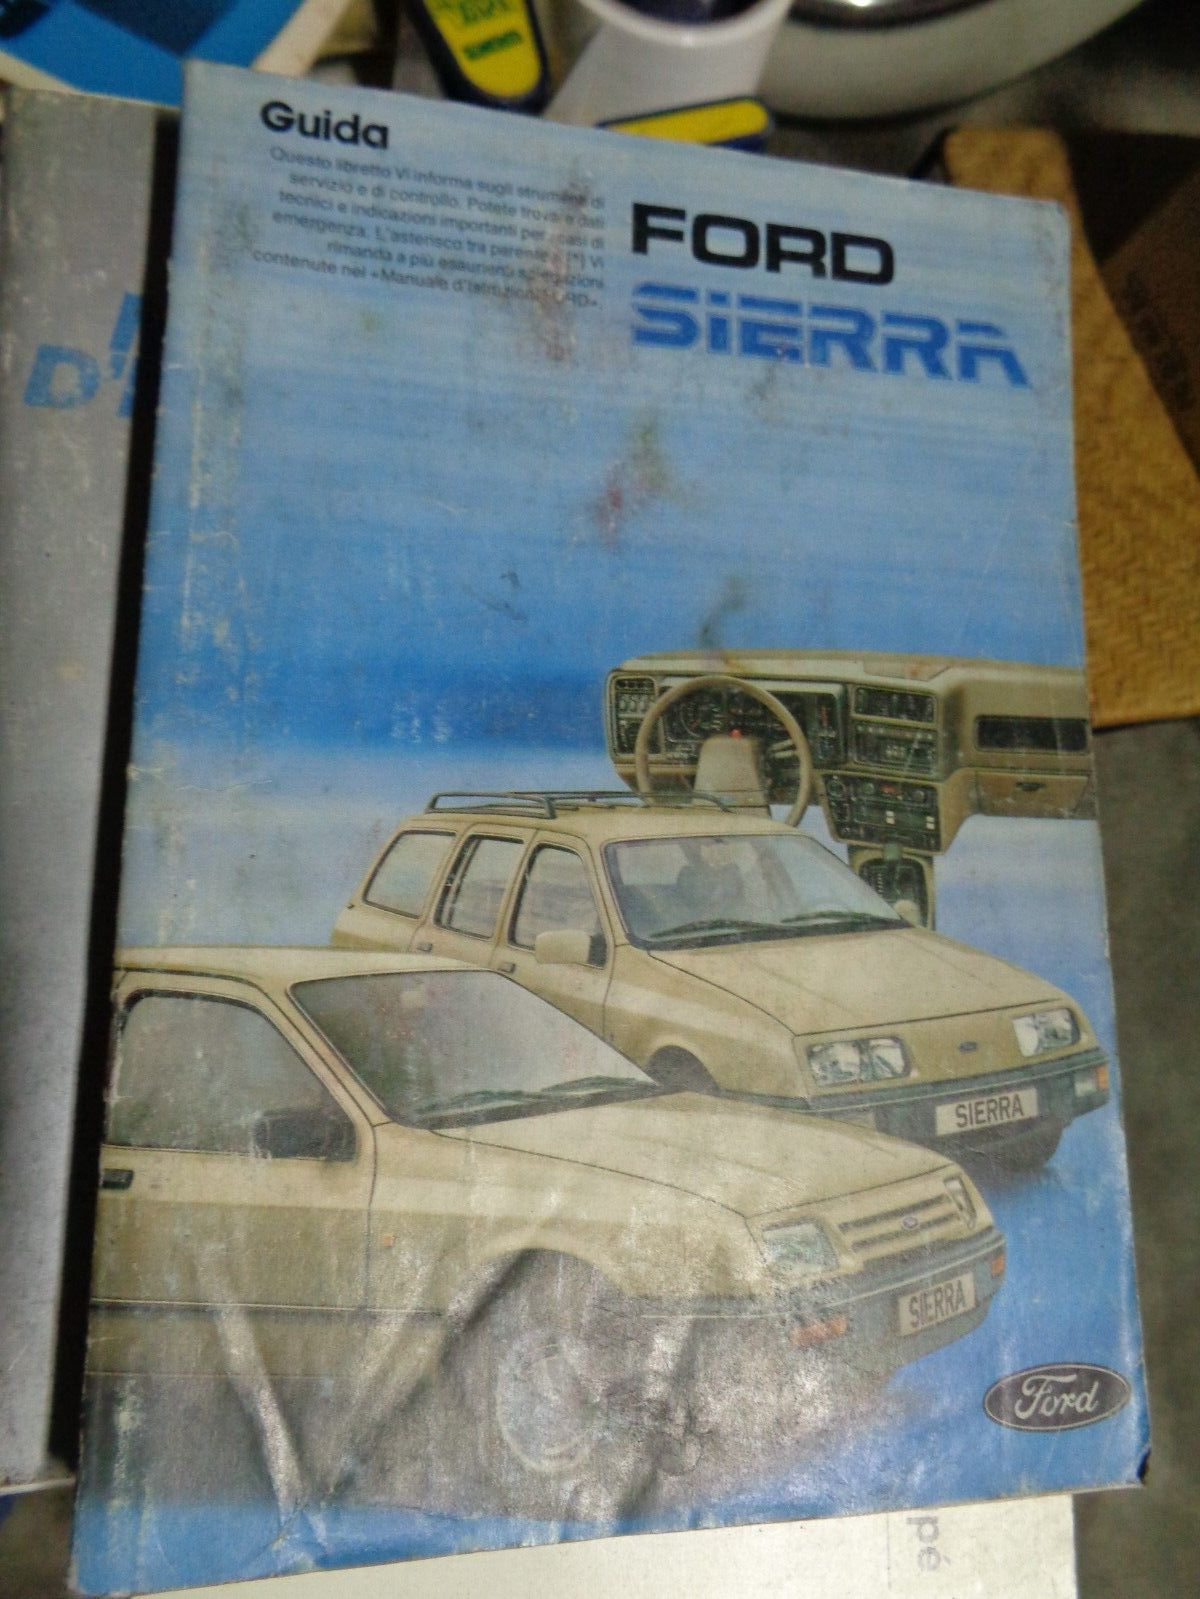 Guida
Questo libretto Vi informa sugli strumenti di
servizio e di controllo. Potete trovare dati
tecnici e indicazioni importanti per casi di
emergenza. L'asterisco tra parentesi (*) Vi
rimanda a più esaurienti spiegazioni
contenute nel «Manuale d'Istruzioni FORD».
FORD
SIERRA
D'
SIERRA
SIERRA
Ford
pé